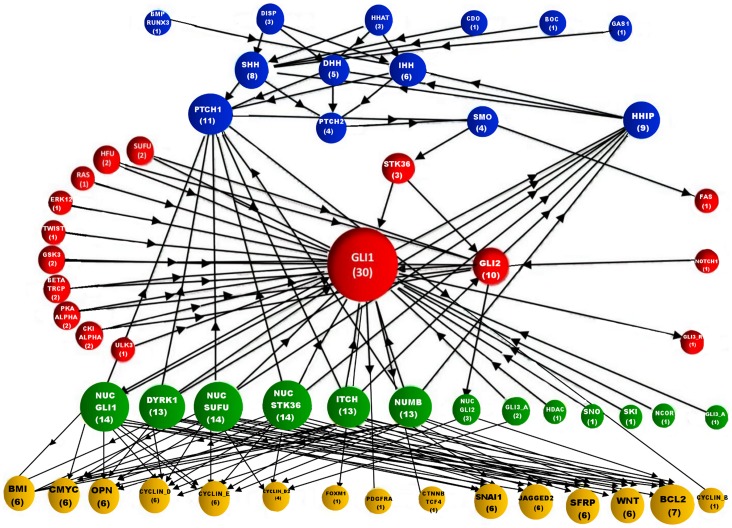 BMP
RUNX3
(1)
DISP
(3)
HHAT
(3)
CDO
(1)
BOC
(1)
GAS1
(1)
SHH
(8)
DHH
(5)
IHH
(6)
PTCH1
(11)
PTCH2
(4)
SMO
(4)
HHIP
(9)
SUFU
(2)
HFU
(2)
RAS
(1)
STK36
(3)
FAS
(1)
ERK12
(1)
TWIST
(1)
GSK3
(2)
GLI1
(30)
GLI2
(10)
NOTCH1
(1)
BETA
TRCP
(2)
PKA
ALPHA
(2)
CKI
ALPHA
(2)
ULK3
(1)
GLI3_R
(1)
NUC
GLI1
(14)
DYRK1
(13)
NUC
SUFU
(14)
NUC
STK36
(14)
ITCH
(13)
NUMB
(13)
NUC
GLI2
(3)
GLI3_A
(2)
HDAC
(1)
SNO
(1)
SKI
(1)
NCOR
(1)
GLI3_A
(1)
BMI
(6)
CMYC
(6)
OPN
(6)
CYCLIN_D
(6)
CYCLIN_E
(6)
(4)
FOXM1
(1)
PDGFRA
(1)
CTNNB
TCF4
(1)
SNAI1
(6)
JAGGED2
(6)
SFRP
(6)
WNT
(6)
BCL2
(7)
CYCLIN_B
(1)